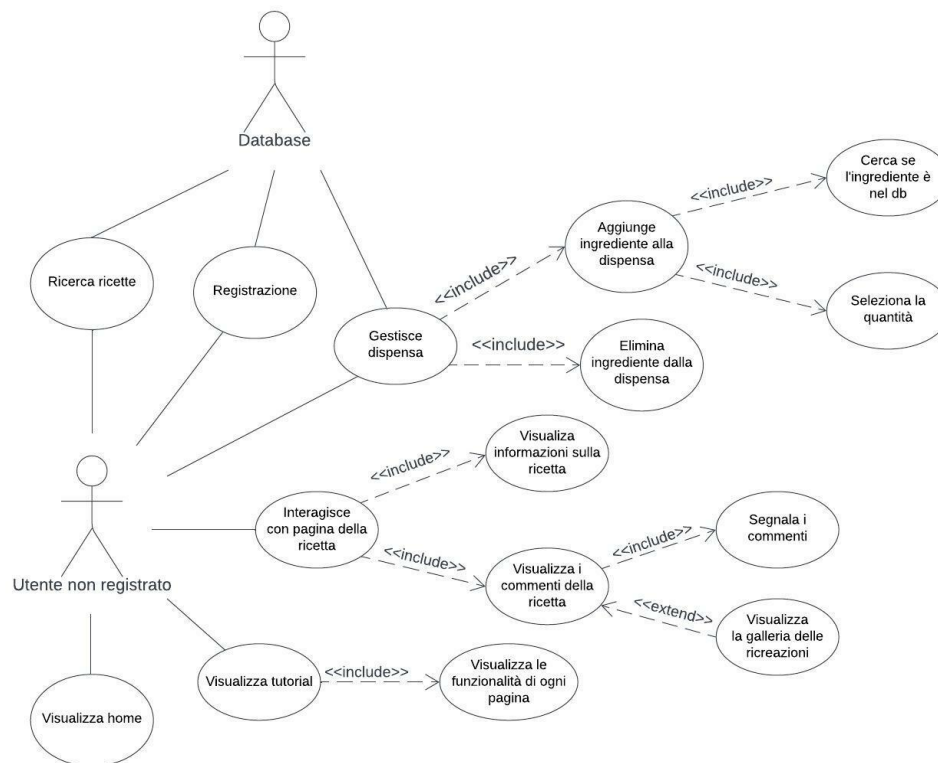 Database
Cerca se
l'ingrediente è
nel db
<<include>>
Aggiunge
ingrediente alla
dispensa
<<include>>
<<include>>
Ricerca ricette
Registrazione
Seleziona la
quantità
Gestisce
dispensa
<<include>>
Elimina
ingrediente dalla
dispensa
Visualiza
informazioni sulla
ricetta
<<include>>
Interagisce
con pagina della
ricetta
Segnala i
commenti
<<include>>
<<include>>
Visualizza i
commenti della
ricetta
Utente non registrato
<<extend>>
Visualizza
la galleria delle
ricreazioni
Visualizza tutorial
<<include>>
Visualizza le
funzionalità di ogni
pagina
Visualizza home